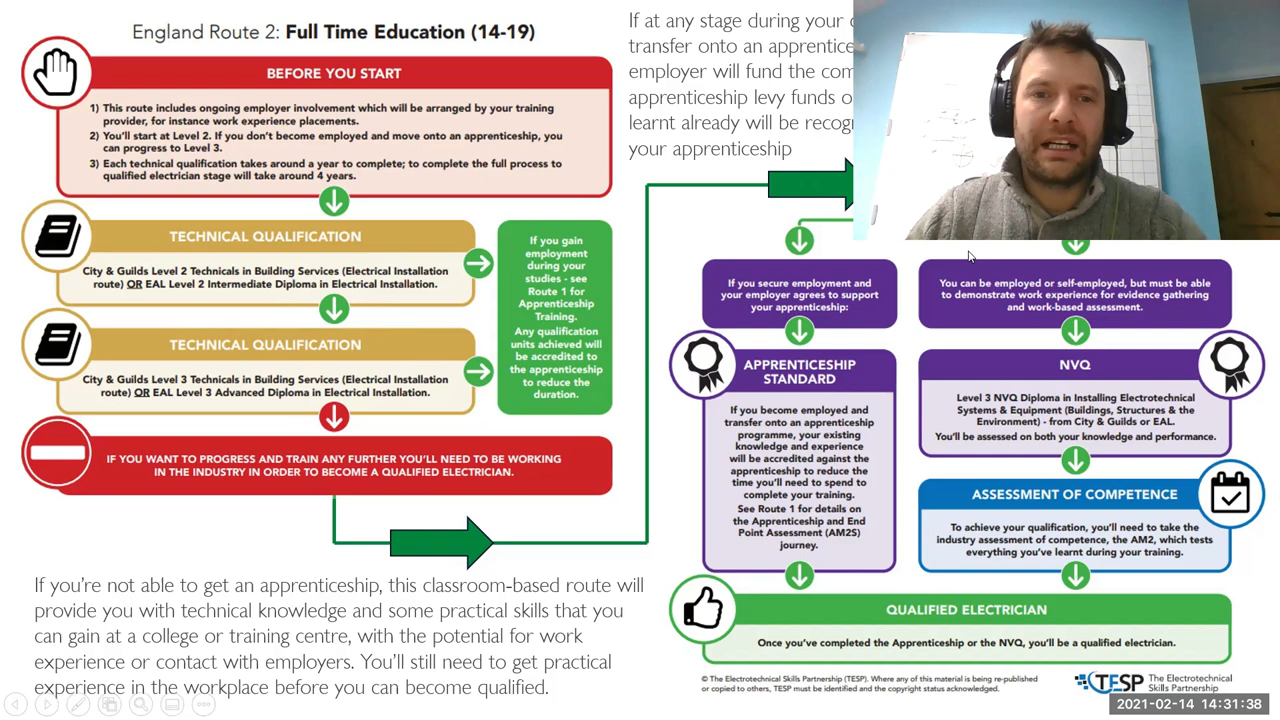 England Route 2: Full Time Education (14-19)
BEFORE YOU START
1) This route includes ongoing employer involvement which will be arranged by your training
provider, for instance work experience placements.
2) You'll start at Level 2. If you don't become employed and move onto an apprenticeship, you
can progress to Level 3.
3) Each technical qualification takes around a year to complete; to complete the full process to
qualified electrician stage will take around 4 years.
TECHNICAL QUALIFICATION
City & Guilds Level 2 Technicals in Building Services (Electrical Installation
route) OR EAL Level 2 Intermediate Diploma in Electrical Installation.
TECHNICAL QUALIFICATION
City & Guilds Level 3 Technicals in Building Services (Electrical Installation
route) OR EAL Level 3 Advanced Diploma in Electrical Installation.
If you gain
employment
during your
studies - see
Route 1 for
Apprenticeship
Training.
Any qualification
units achieved will
be accredited to
the apprenticeship
to reduce the
duration.
IF YOU WANT TO PROGRESS AND TRAIN ANY FURTHER YOU'LL NEED TO BE WORKING
IN THE INDUSTRY IN ORDER TO BECOME A QUALIFIED ELECTRICIAN.
If you're not able to get an apprenticeship, this classroom-based route will
provide you with technical knowledge and some practical skills that you
can gain at a college or training centre, with the potential for work
experience or contact with employers. You'll still need to get practical
experience in the workplace before you can become qualified.
If at any stage during your
transfer onto an
employer will fund the
apprenticeship levy funds
learnt already will be
your apprenticeship
If you secure employment and
your employer agrees to support
your apprenticeship:
APPRENTICESHIP
STANDARD
If you become employed and
transfer onto an apprenticeship
programme, your existing
knowledge and experience
will be accredited against the
apprenticeship to reduce the
time you'll need to spend to
complete your training.
See Route 1 for details on
the Apprenticeship and End
Point Assessment (AM2S)
journey.
You can be employed or self-employed, but must be able
to demonstrate work experience for evidence gathering
and work-based assessment.
NVQ
Level 3 NVQ Diploma in Installing Electrotechnical
Systems & Equipment (Buildings, Structures & the
Environment) - from City & Guilds or EAL.
You'll be assessed on both your knowledge and performance.
ASSESSMENT OF COMPETENCE
To achieve your qualification, you'll need to take the
industry assessment of competence, the AM2, which tests
everything you've learnt during your training.
QUALIFIED ELECTRICIAN
Once you've completed the Apprenticeship or the NVQ, you'll be a qualified electrician.
© The Electrotechnical Skills Partnership (TESP). Where any of this material is being re-published
or copied to others, TESP must be identified and the copyright status acknowledged.
TESP The Electrotechnical
Skills Partnership
2021-02-14 14:31:38